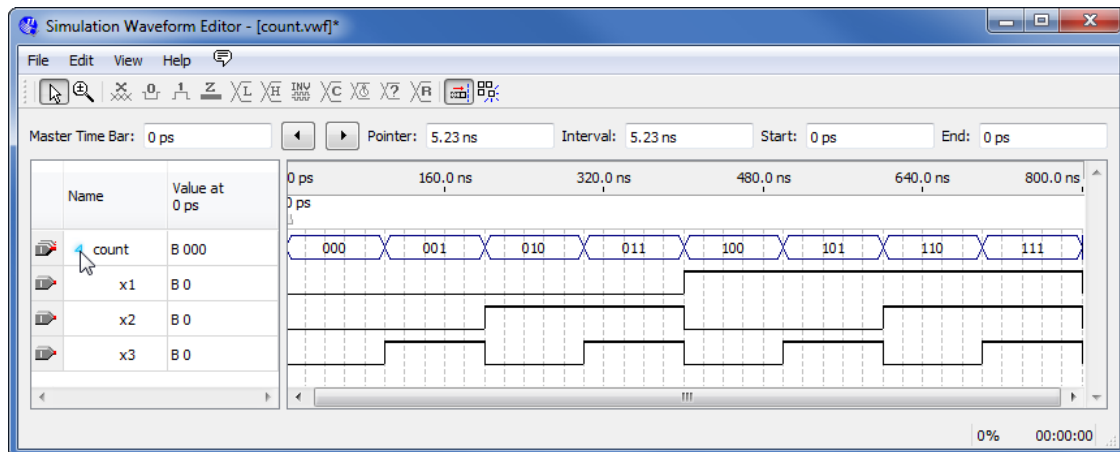 Simulation Waveform Editor - [count.vwf]*
File Edit View Help
Master Time Bar: 0 ps Pointer: 5.23 ns Interval: 5.23 ns Start: 0 ps End: 0 ps
Name Value at 0 ps 0 ps 160.0 ns 320.0 ns 480.0 ns 640.0 ns 800.0 ns
0 ps
count B 000 000 001 010 011 100 101 110 111
x1 B 0
x2 B 0
x3 B 0
0% 00:00:00